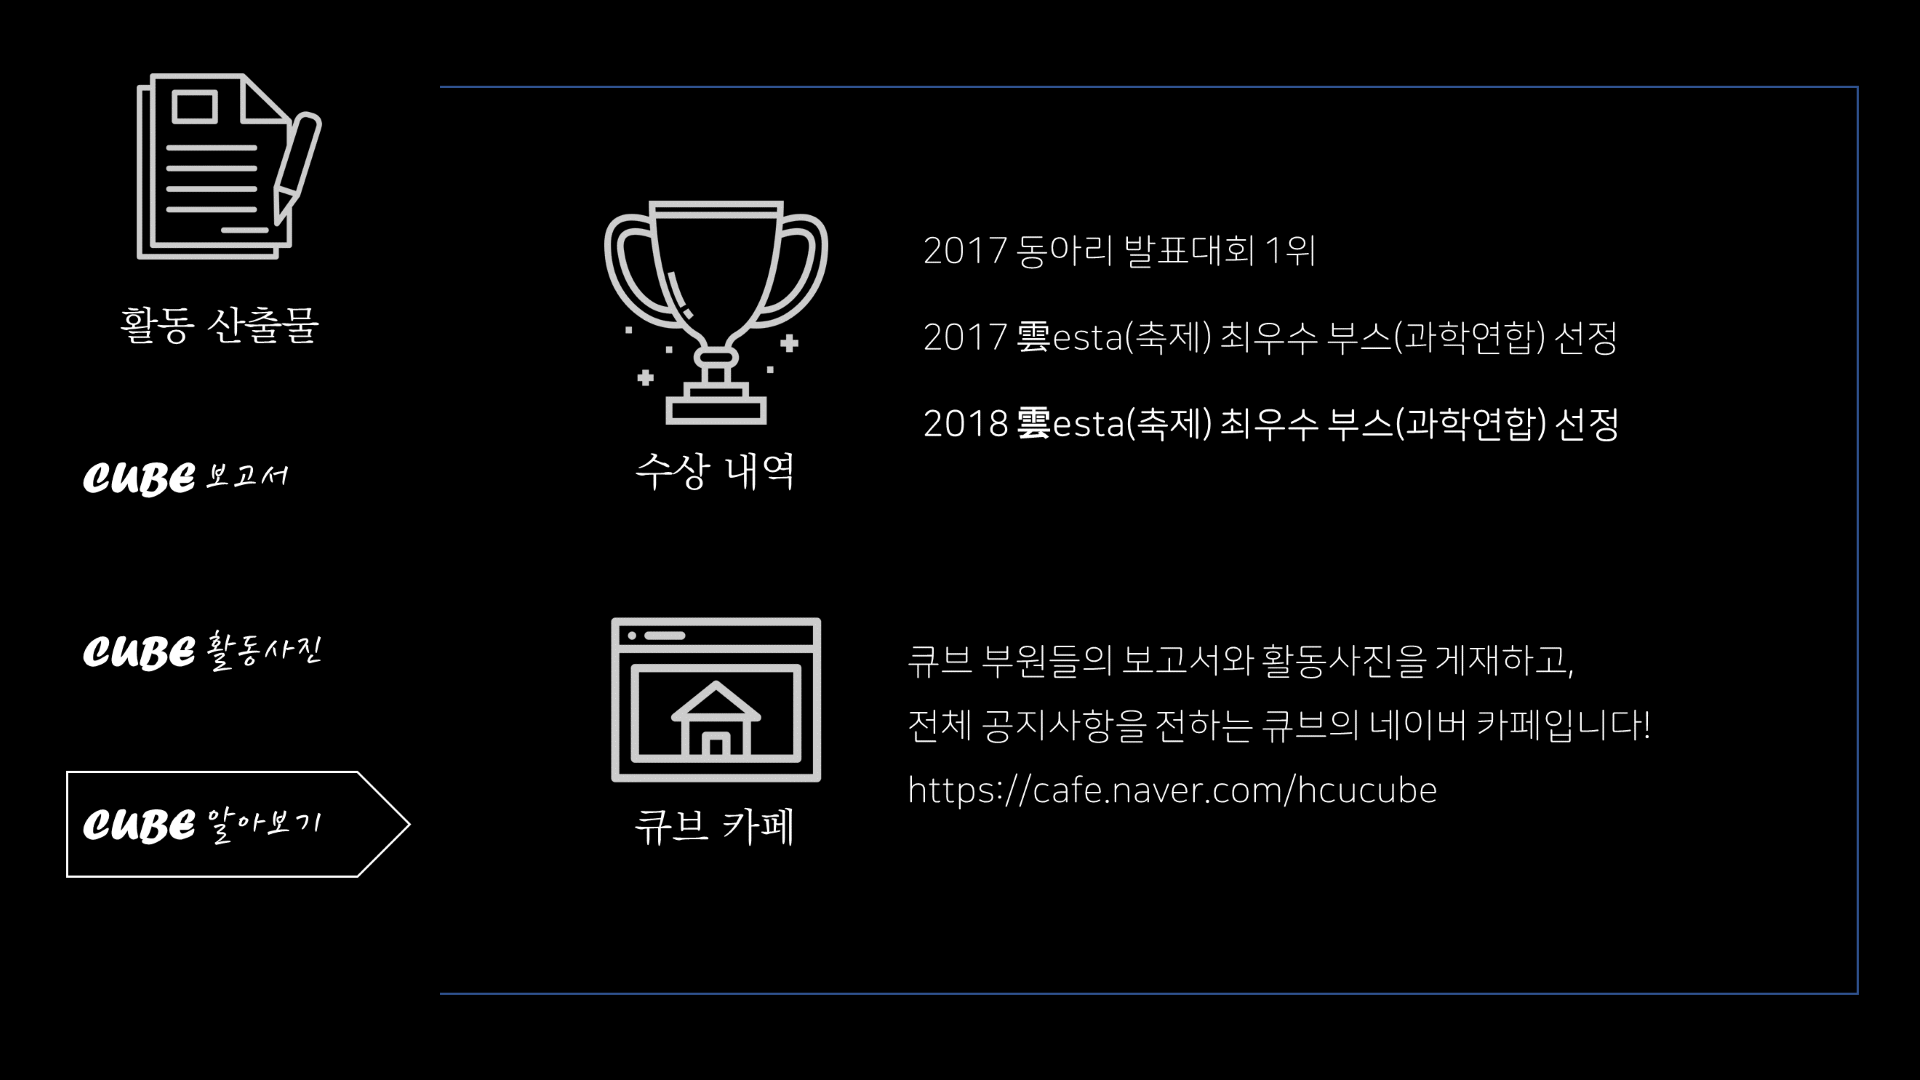 활동 산출물
CUBE 보고서
CUBE 활동사진
CUBE 알아보기
수상 내역
2017 동아리 발표대회 1위
2017 雲esta(축제) 최우수 부스(과학연합) 선정
2018 雲esta(축제) 최우수 부스(과학연합) 선정
큐브 카페
큐브 부원들의 보고서와 활동사진을 게재하고,
전체 공지사항을 전하는 큐브의 네이버 카페입니다!
https://cafe.naver.com/hcucube